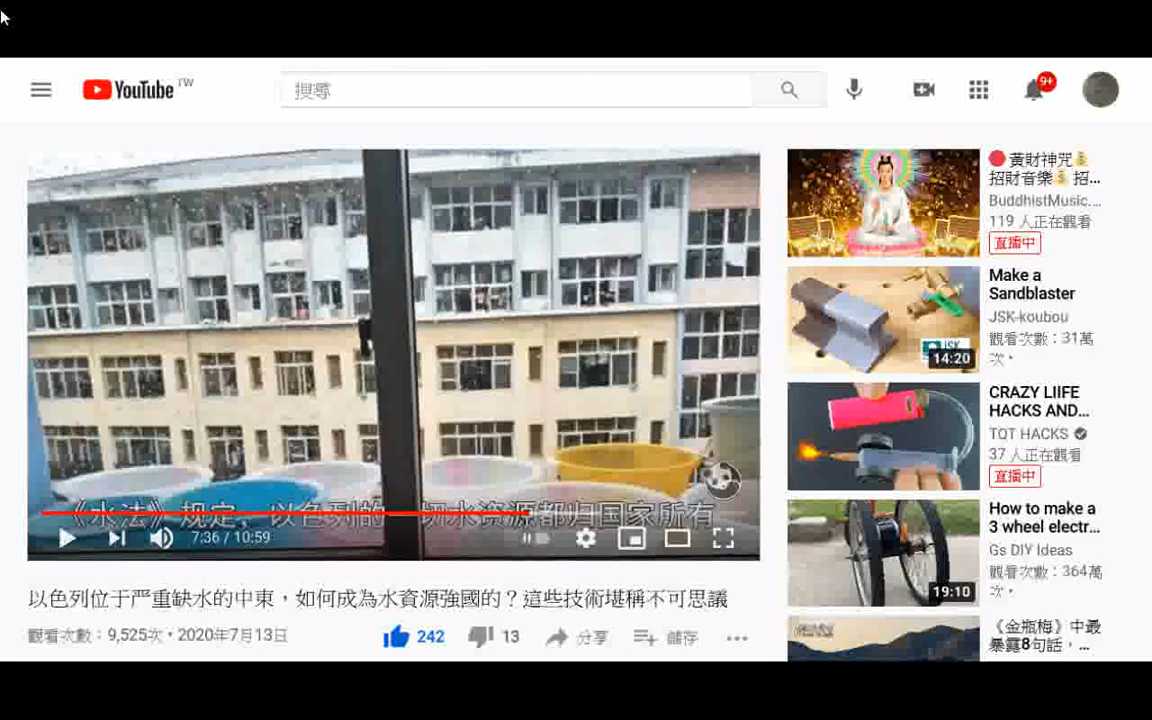 YouTube TW
搜尋
9+
《水法》规定，以色列的一切水资源都归国家所有
7:36 / 10:59
以色列位于严重缺水的中東，如何成為水資源強國的？這些技術堪稱不可思議
觀看次數：9,525次 • 2020年7月13日
242
13
分享
儲存
黃財神咒
招財音樂 招...
BuddhistMusic....
119 人正在觀看
直播中
Make a
Sandblaster
JSK-koubou
觀看次數：31萬
次 •
JSK
14:20
CRAZY LIIFE
HACKS AND...
TQT HACKS
37 人正在觀看
直播中
How to make a
3 wheel electr...
Gs DIY Ideas
觀看次數：364萬
次 •
19:10
《金瓶梅》中最
暴露8句話，...